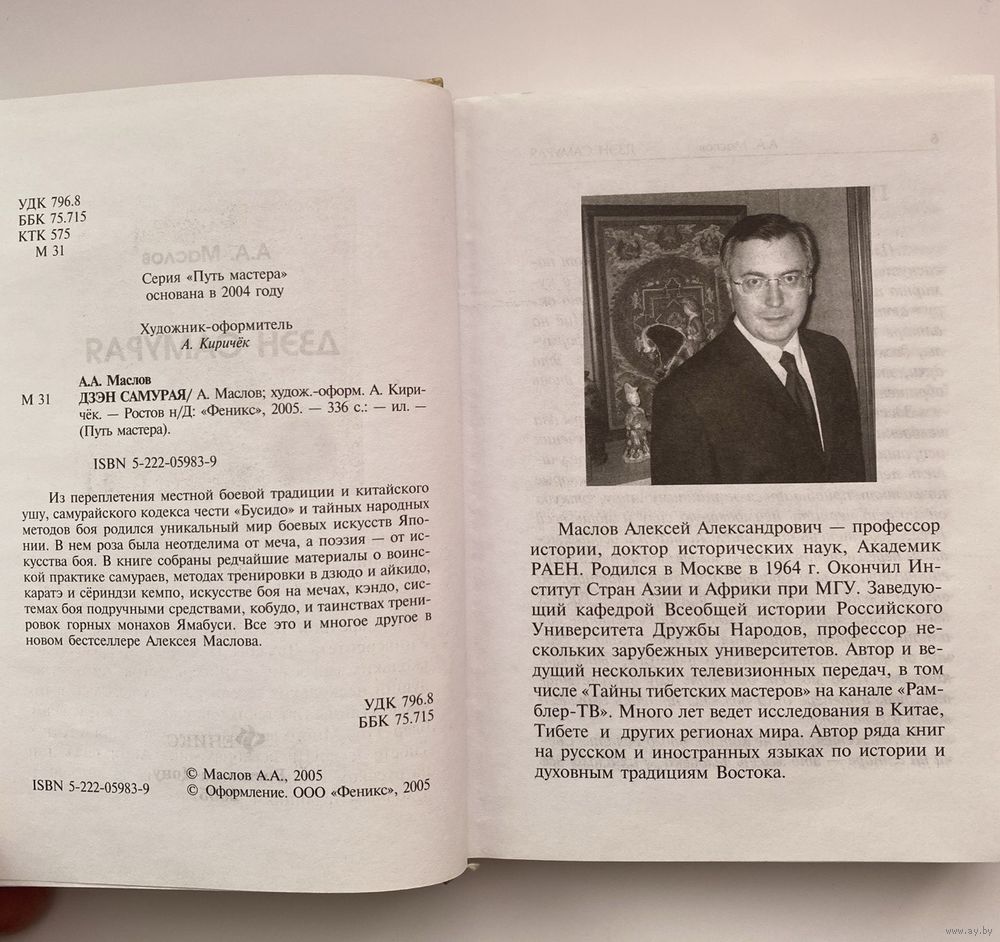 УДК 796.8
ББК 75.715
КТК 575
М 31
Серия «Путь мастера»
основана в 2004 году
Художник-оформитель
А. Киричёк
А.А. Маслов
М 31
ДЗЭН САМУРАЯ/ А. Маслов; худож.-оформ. А. Кири-
чёк. — Ростов н/Д: «Феникс», 2005. — 336 с.: — ил. —
(Путь мастера).
ISBN 5-222-05983-9
Из переплетения местной боевой традиции и китайского
ушу, самурайского кодекса чести «Бусидо» и тайных народных
методов боя родился уникальный мир боевых искусств Япо-
нии. В нем роза была неотделима от меча, а поэзия — от ис-
кусства боя. В книге собраны редчайшие материалы о воинс-
кой практике самураев, методах тренировки в дзюдо и айкидо,
каратэ и сёриндзи кемпо, искусстве боя на мечах, кэндо, сис-
темах боя подручными средствами, кобудо, и таинствах трени-
ровок горных монахов Ямабуси. Все это и многое другое в
новом бестселлере Алексея Маслова.
УДК 796.8
ББК 75.715
ISBN 5-222-05983-9
© Маслов А.А., 2005
© Оформление. ООО «Феникс», 2005
6
А.А. Маслов
ДЗЭН САМУРАЯ
Маслов Алексей Александрович — профессор
истории, доктор исторических наук, Академик
РАЕН. Родился в Москве в 1964 г. Окончил Ин-
ститут Стран Азии и Африки при МГУ. Заведую-
щий кафедрой Всеобщей истории Российского
Университета Дружбы Народов, профессор не-
скольких зарубежных университетов. Автор и ве-
дущий нескольких телевизионных передач, в том
числе «Тайны тибетских мастеров» на канале «Рам-
блер-ТВ». Много лет ведет исследования в Китае,
Тибете и других регионах мира. Автор ряда книг
на русском и иностранных языках по истории и
духовным традициям Востока.
www.ay.by